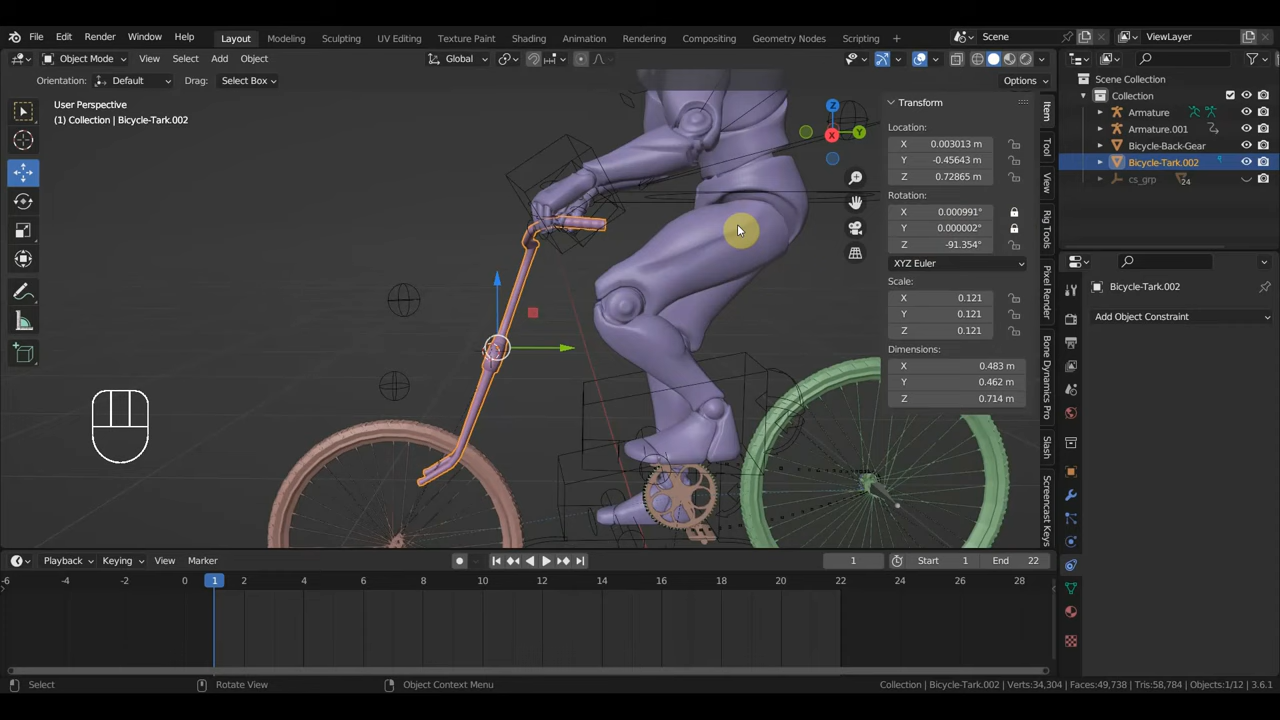 File Edit Render Window Help Layout Modeling Sculpting UV Editing Texture Paint Shading Animation Rendering Compositing Geometry Nodes Scripting + Scene ViewLayer
Object Mode View Select Add Object Global
Orientation: Default Drag: Select Box Options
User Perspective
(1) Collection | Bicycle-Tark.002
Z
Y
X
Transform
Location:
X 0.003013 m
Y -0.45643 m
Z 0.72865 m
Rotation:
X 0.000991°
Y 0.000002°
Z -91.354°
XYZ Euler
Scale:
X 0.121
Y 0.121
Z 0.121
Dimensions:
X 0.483 m
Y 0.462 m
Z 0.714 m
Item
Tool
View
Rig Tools
Pixel Render
Bone Dynamics Pro
Slash
Screencast Keys
Scene Collection
Collection
Armature
Armature.001
Bicycle-Back-Gear
Bicycle-Tark.002
cs_grp 24
Bicycle-Tark.002
Add Object Constraint
Playback Keying View Marker 1 Start 1 End 22
-6 -4 -2 0 1 2 4 6 8 10 12 14 16 18 20 22 24 26 28
Select Rotate View Object Context Menu Collection | Bicycle-Tark.002 | Verts:34,304 | Faces:49,738 | Tris:58,784 | Objects:1/12 | 3.6.1